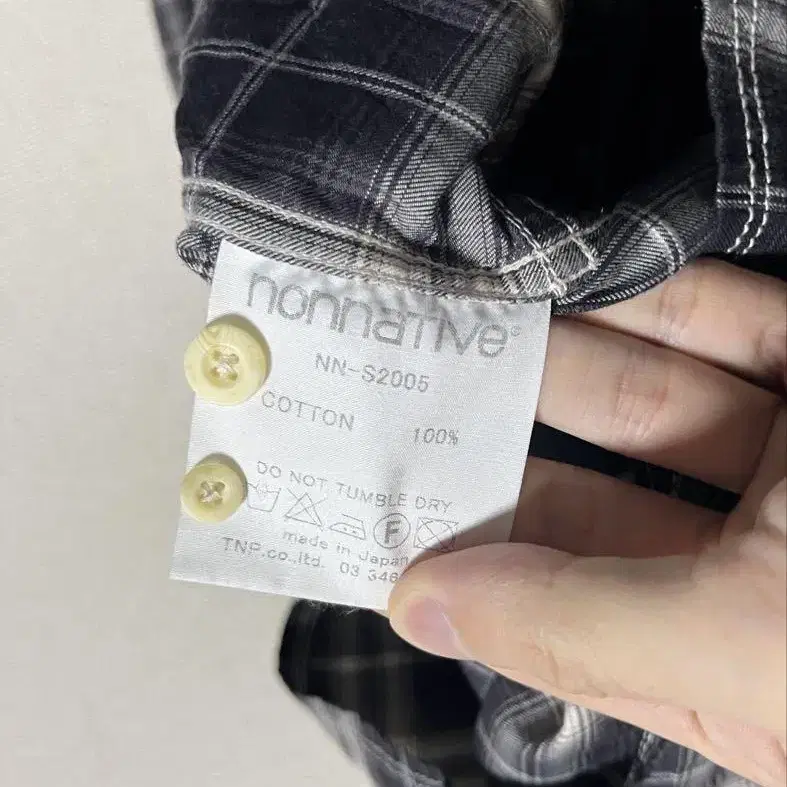 nonnative®
NN-S2005
COTTON 100%
DO NOT TUMBLE DRY
F
made in Japan
TNP.co.,ltd. 03 346